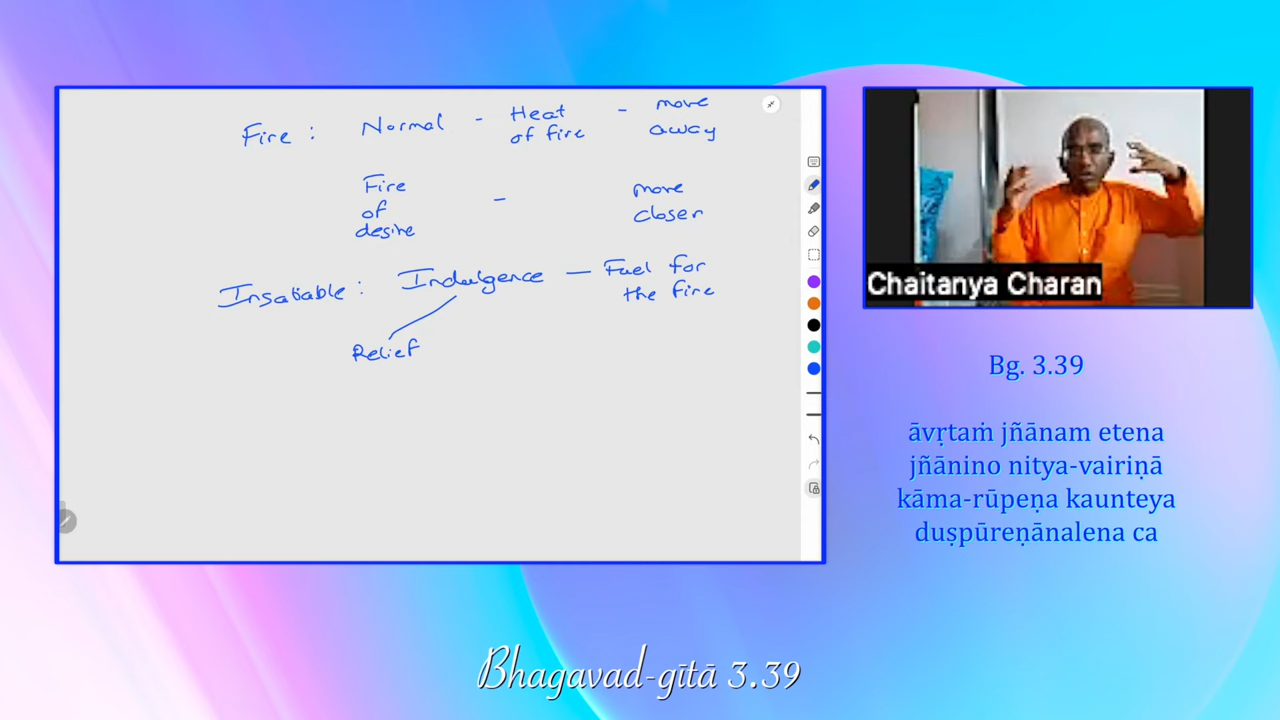 Fire : Normal - Heat of fire - move away
Fire of desire - move closer
Insatiable : Indulgence — Fuel for the fire
Relief
Chaitanya Charan
Bg. 3.39
āvṛtaṁ jñānam etena
jñānino nitya-vairiṇā
kāma-rūpeṇa kaunteya
duṣpūreṇānalena ca
Bhagavad-gītā 3.39